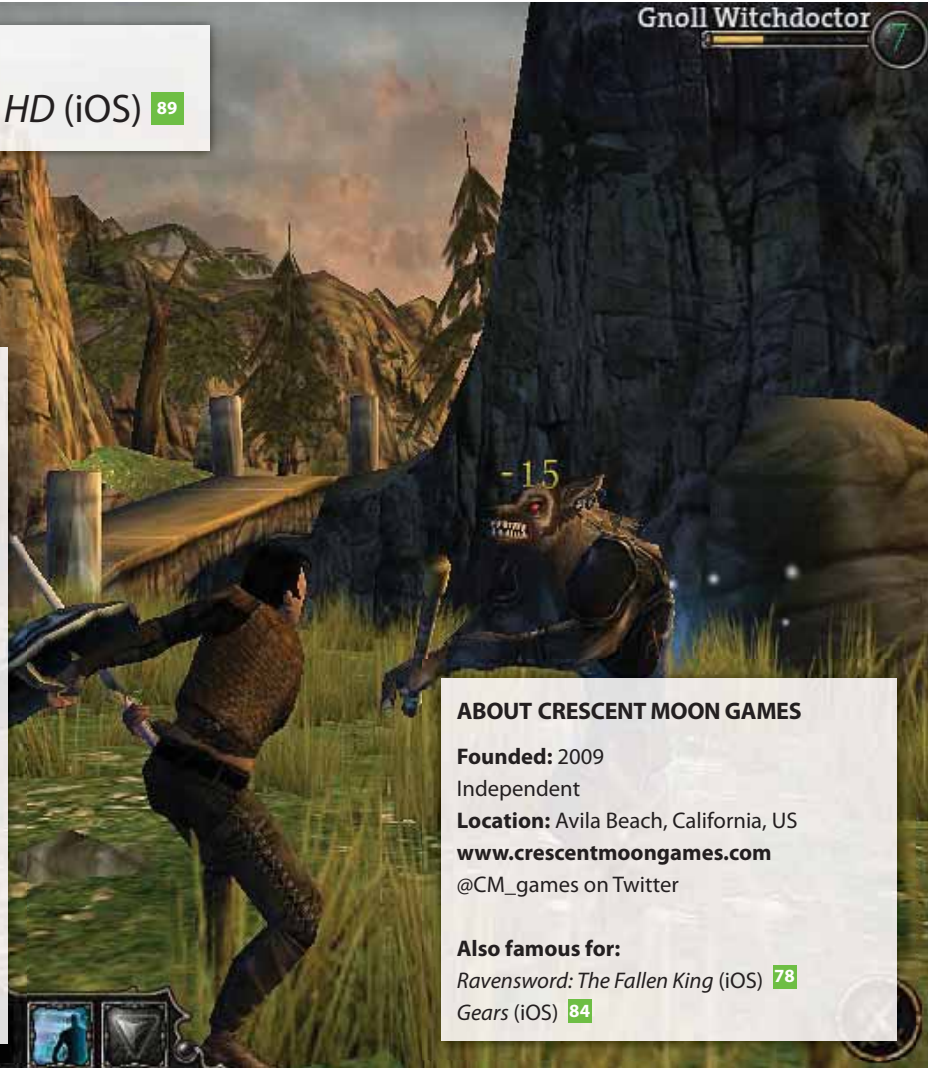 Gnoll Witchdoctor
7
HD (iOS) 89
-15
ABOUT CRESCENT MOON GAMES
Founded: 2009
Independent
Location: Avila Beach, California, US
www.crescentmoongames.com
@CM_games on Twitter
Also famous for:
Ravensword: The Fallen King (iOS) 78
Gears (iOS) 84